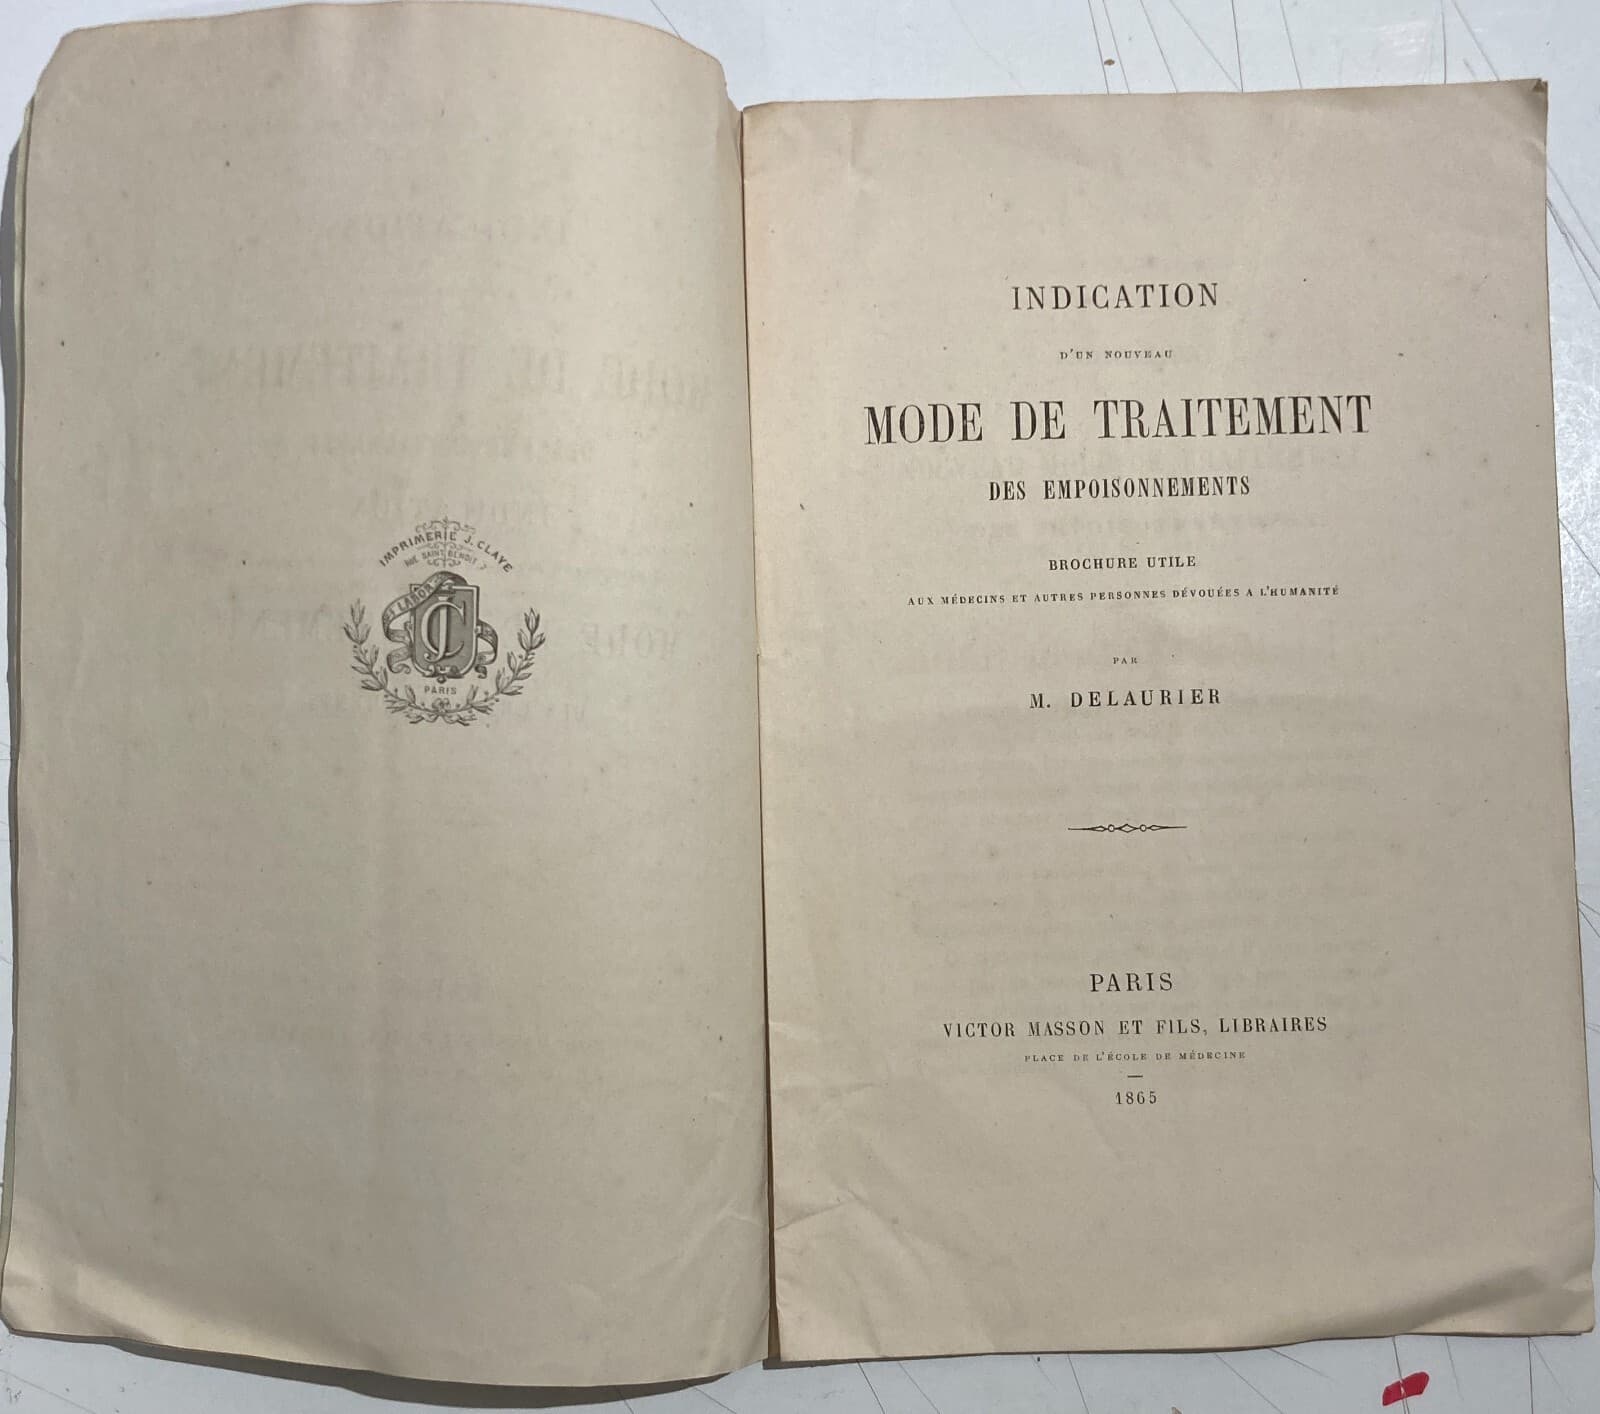 IMPRIMERIE J. CLAYE
RUE SAINT BENOIT 7
LABOR
JC
PARIS
INDICATION
D'UN NOUVEAU
MODE DE TRAITEMENT
DES EMPOISONNEMENTS
BROCHURE UTILE
AUX MÉDECINS ET AUTRES PERSONNES DÉVOUÉES A L'HUMANITÉ
PAR
M. DELAURIER
PARIS
VICTOR MASSON ET FILS, LIBRAIRES
PLACE DE L'ÉCOLE DE MÉDECINE
1865